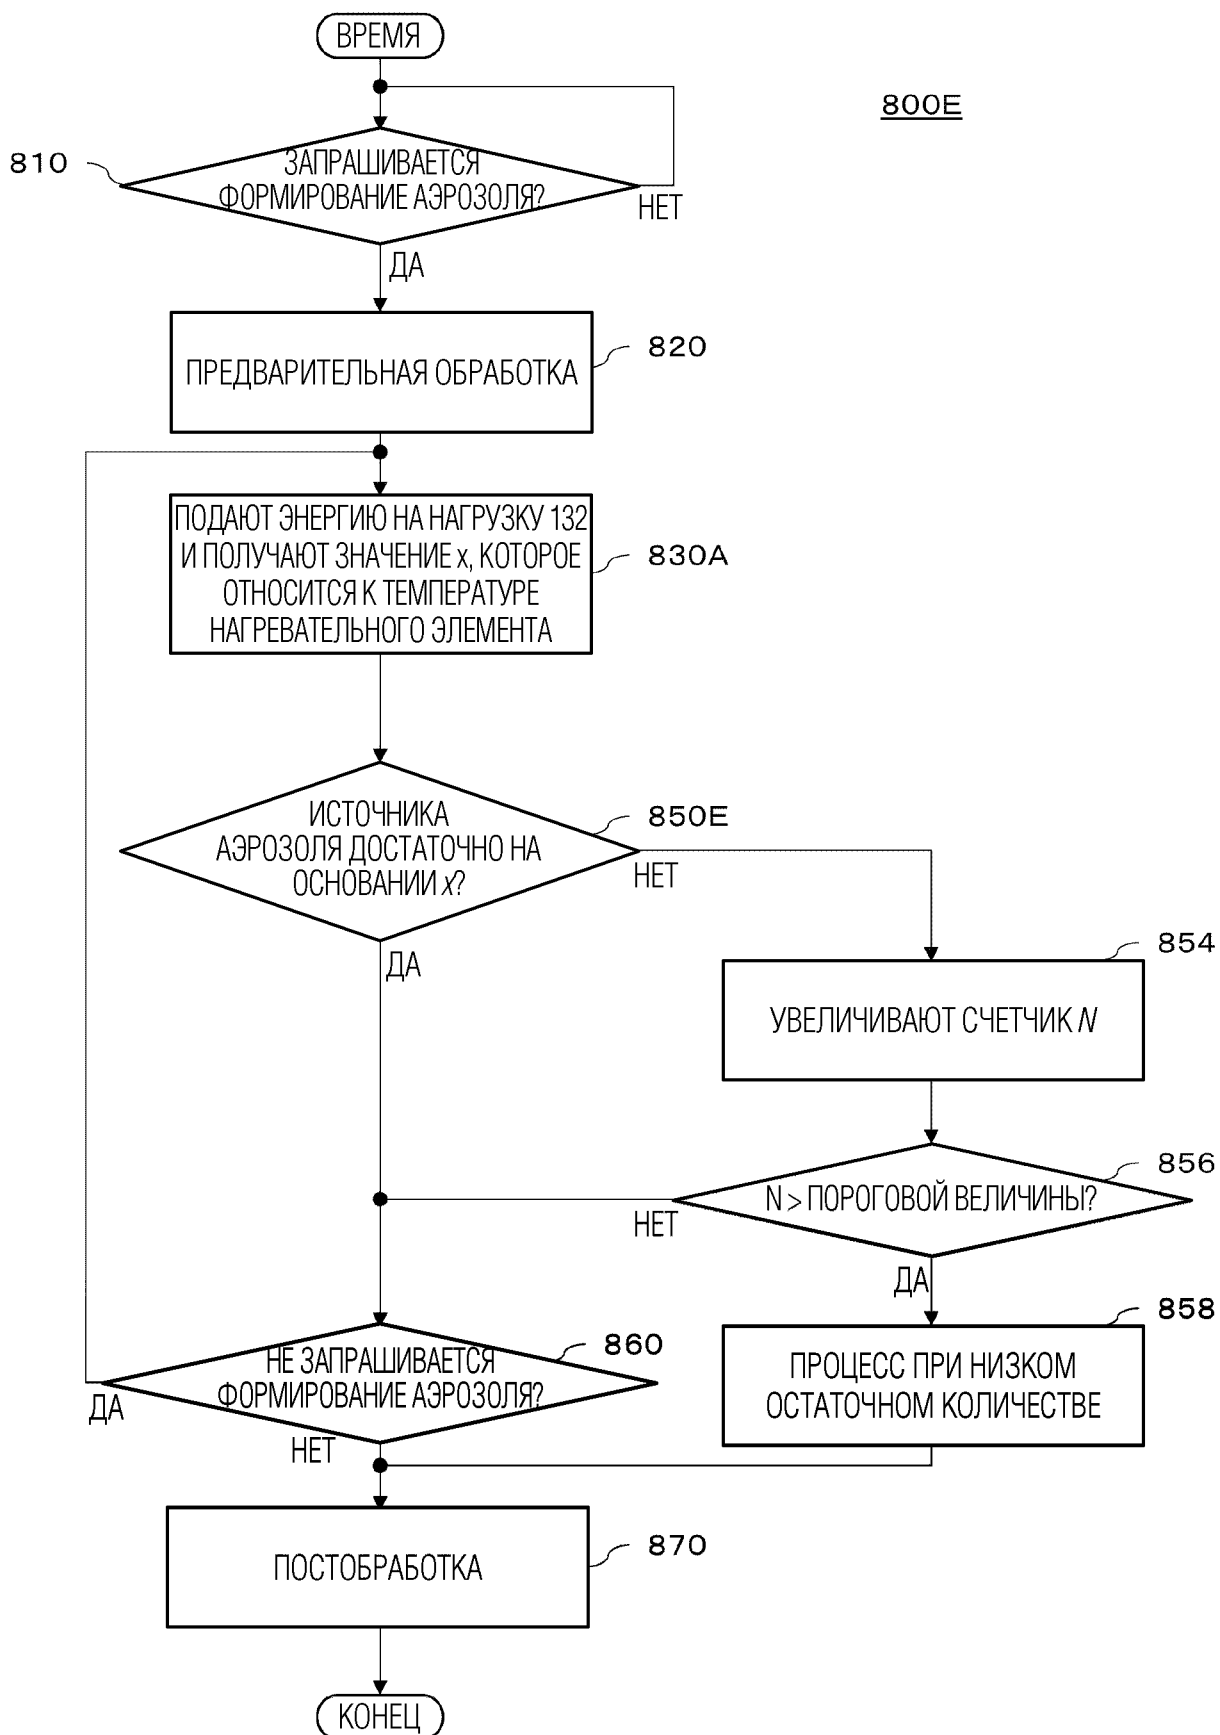 ВРЕМЯ
800E
810
ЗАПРАШИВАЕТСЯ
ФОРМИРОВАНИЕ АЭРОЗОЛЯ?
НЕТ
ДА
820
ПРЕДВАРИТЕЛЬНАЯ ОБРАБОТКА
ПОДАЮТ ЭНЕРГИЮ НА НАГРУЗКУ 132
И ПОЛУЧАЮТ ЗНАЧЕНИЕ x, КОТОРОЕ
ОТНОСИТСЯ К ТЕМПЕРАТУРЕ
НАГРЕВАТЕЛЬНОГО ЭЛЕМЕНТА
830A
ИСТОЧНИКА
АЭРОЗОЛЯ ДОСТАТОЧНО НА
ОСНОВАНИИ x?
850E
НЕТ
ДА
854
УВЕЛИЧИВАЮТ СЧЕТЧИК N
856
N > ПОРОГОВОЙ ВЕЛИЧИНЫ?
НЕТ
ДА
858
ПРОЦЕСС ПРИ НИЗКОМ
ОСТАТОЧНОМ КОЛИЧЕСТВЕ
860
НЕ ЗАПРАШИВАЕТСЯ
ФОРМИРОВАНИЕ АЭРОЗОЛЯ?
ДА
НЕТ
870
ПОСТОБРАБОТКА
КОНЕЦ